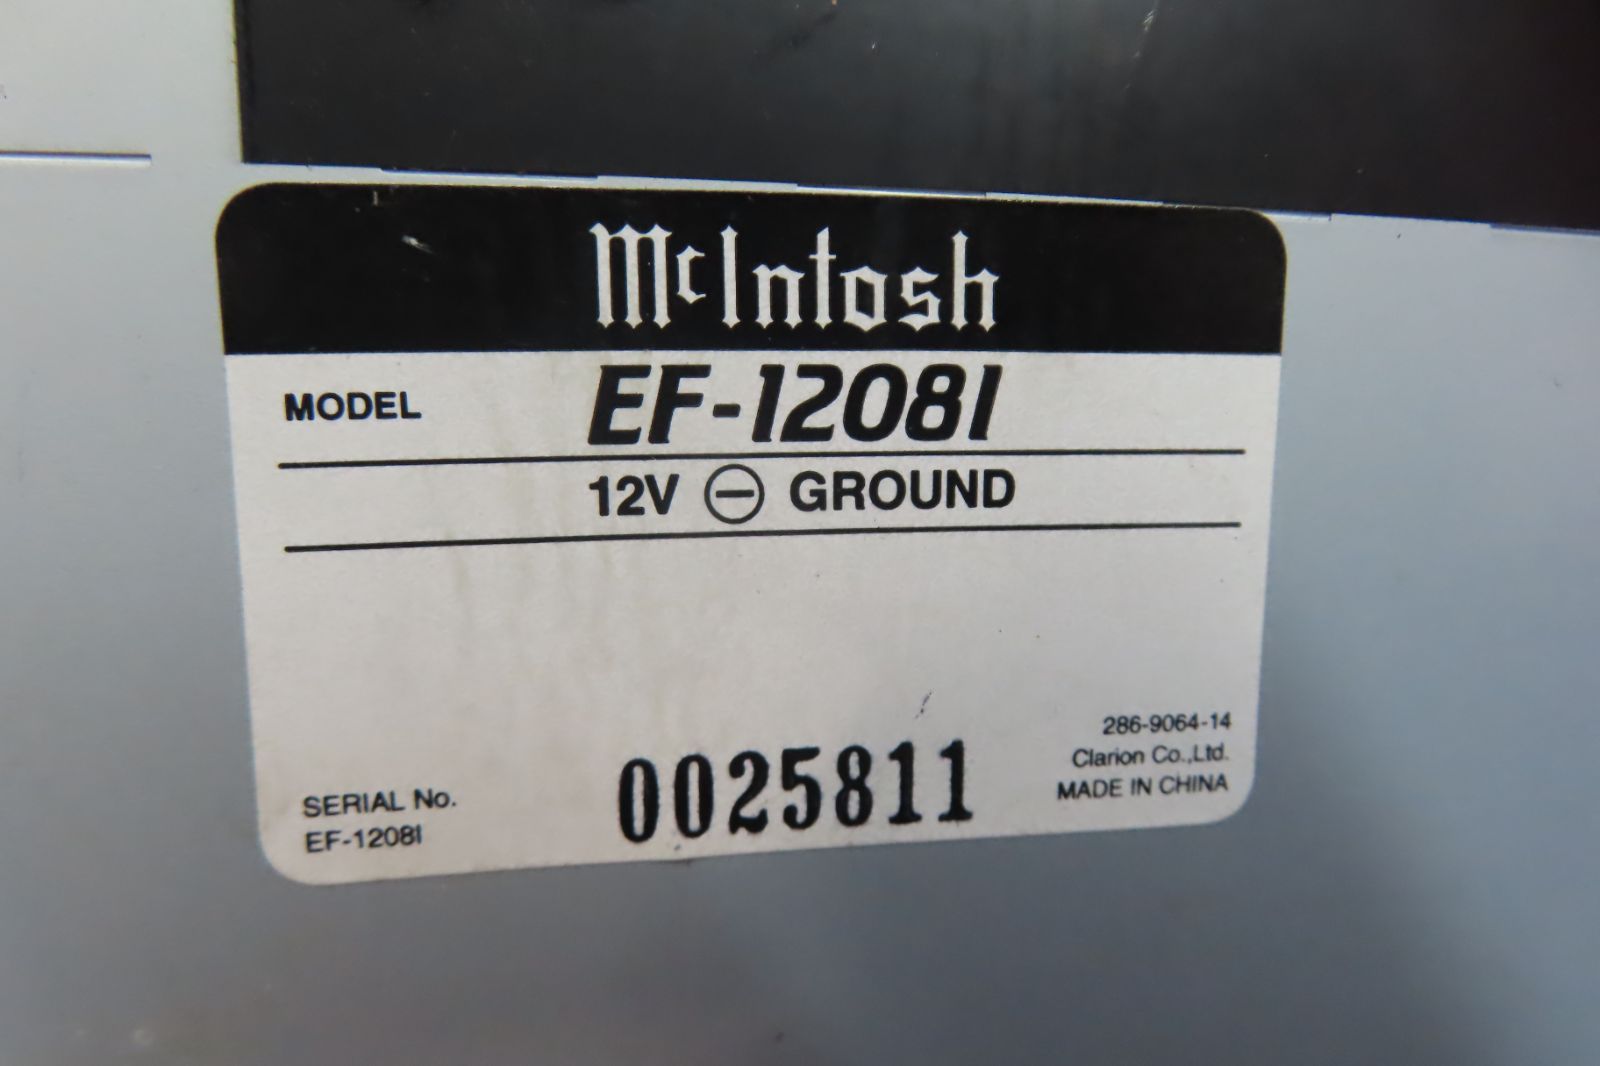 McIntosh
MODEL EF-1208I
12V ⊖ GROUND
286-9064-14
Clarion Co.,Ltd.
MADE IN CHINA
SERIAL No.
EF-1208I
0025811